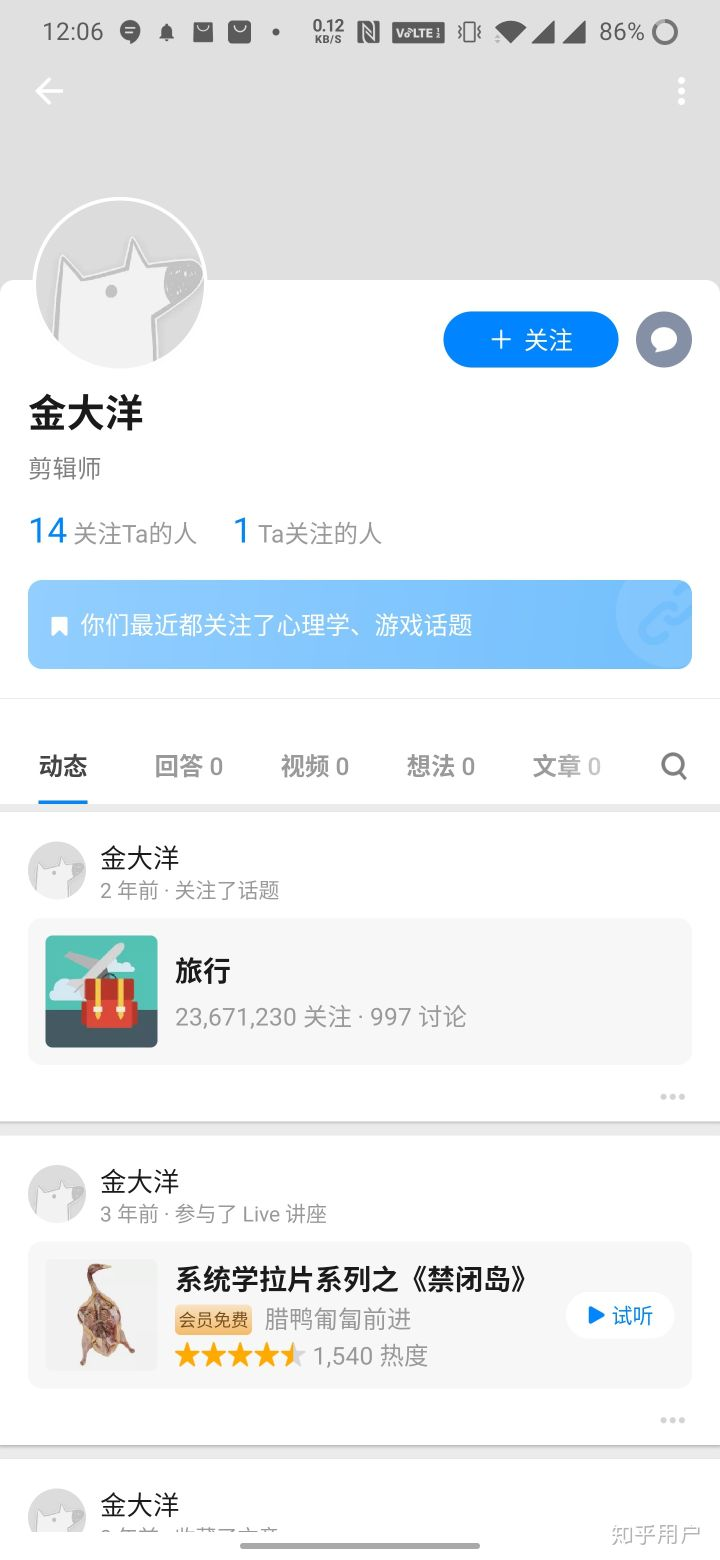 12:06 0.12 KB/S VoLTE 86%
+ 关注
金大洋
剪辑师
14 关注Ta的人 1 Ta关注的人
你们最近都关注了心理学、游戏话题
动态 回答 0 视频 0 想法 0 文章 0
金大洋
2 年前 · 关注了话题
旅行
23,671,230 关注 · 997 讨论
金大洋
3 年前 · 参与了 Live 讲座
系统学拉片系列之《禁闭岛》
会员免费 腊鸭匍匐前进
试听
1,540 热度
金大洋
知乎用户